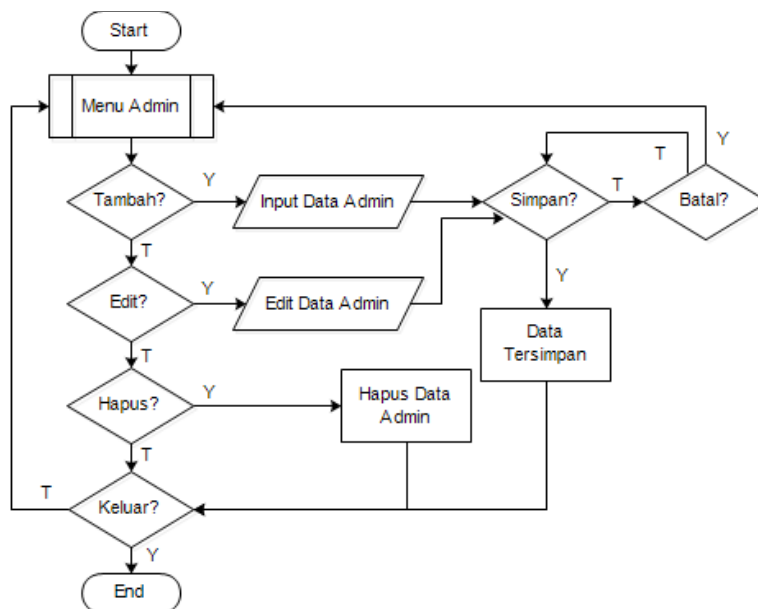 Start
Menu Admin
Y
T
Tambah?
Y
Input Data Admin
Simpan?
T
Batal?
T
Edit?
Y
Edit Data Admin
Y
Data
Tersimpan
T
Hapus?
Y
Hapus Data
Admin
T
T
Keluar?
Y
End